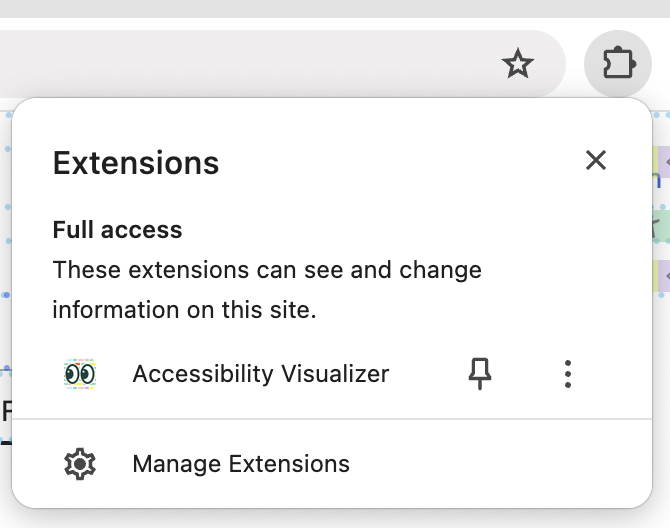 Extensions
Full access
These extensions can see and change
information on this site.
Accessibility Visualizer
Manage Extensions